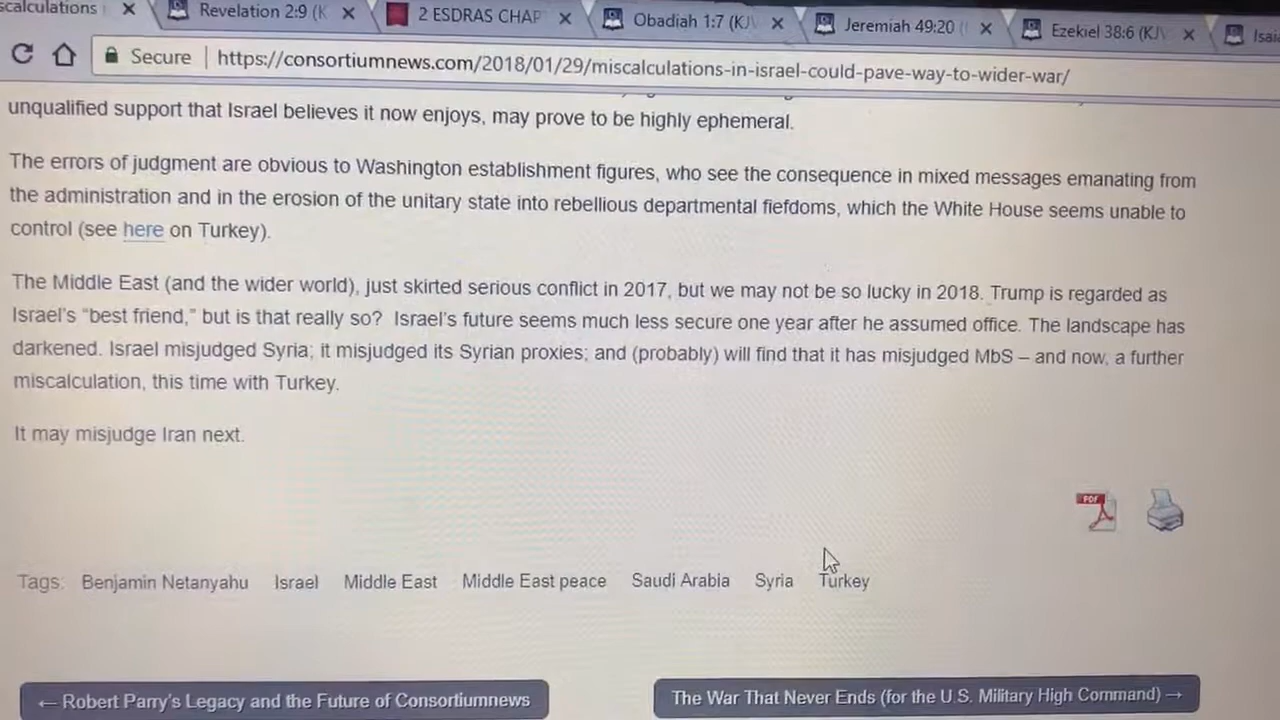 scalculations
Revelation 2:9 (K
2 ESDRAS CHAP
Obadiah 1:7 (KJV
Jeremiah 49:20 (
Ezekiel 38:6 (KJV
Isai
Secure
https://consortiumnews.com/2018/01/29/miscalculations-in-israel-could-pave-way-to-wider-war/
unqualified support that Israel believes it now enjoys, may prove to be highly ephemeral.
The errors of judgment are obvious to Washington establishment figures, who see the consequence in mixed messages emanating from
the administration and in the erosion of the unitary state into rebellious departmental fiefdoms, which the White House seems unable to
control (see here on Turkey).
The Middle East (and the wider world), just skirted serious conflict in 2017, but we may not be so lucky in 2018. Trump is regarded as
Israel's “best friend,” but is that really so? Israel's future seems much less secure one year after he assumed office. The landscape has
darkened. Israel misjudged Syria; it misjudged its Syrian proxies; and (probably) will find that it has misjudged MbS – and now, a further
miscalculation, this time with Turkey.
It may misjudge Iran next.
PDF
Tags: Benjamin Netanyahu Israel Middle East Middle East peace Saudi Arabia Syria Turkey
← Robert Parry's Legacy and the Future of Consortiumnews
The War That Never Ends (for the U.S. Military High Command) →